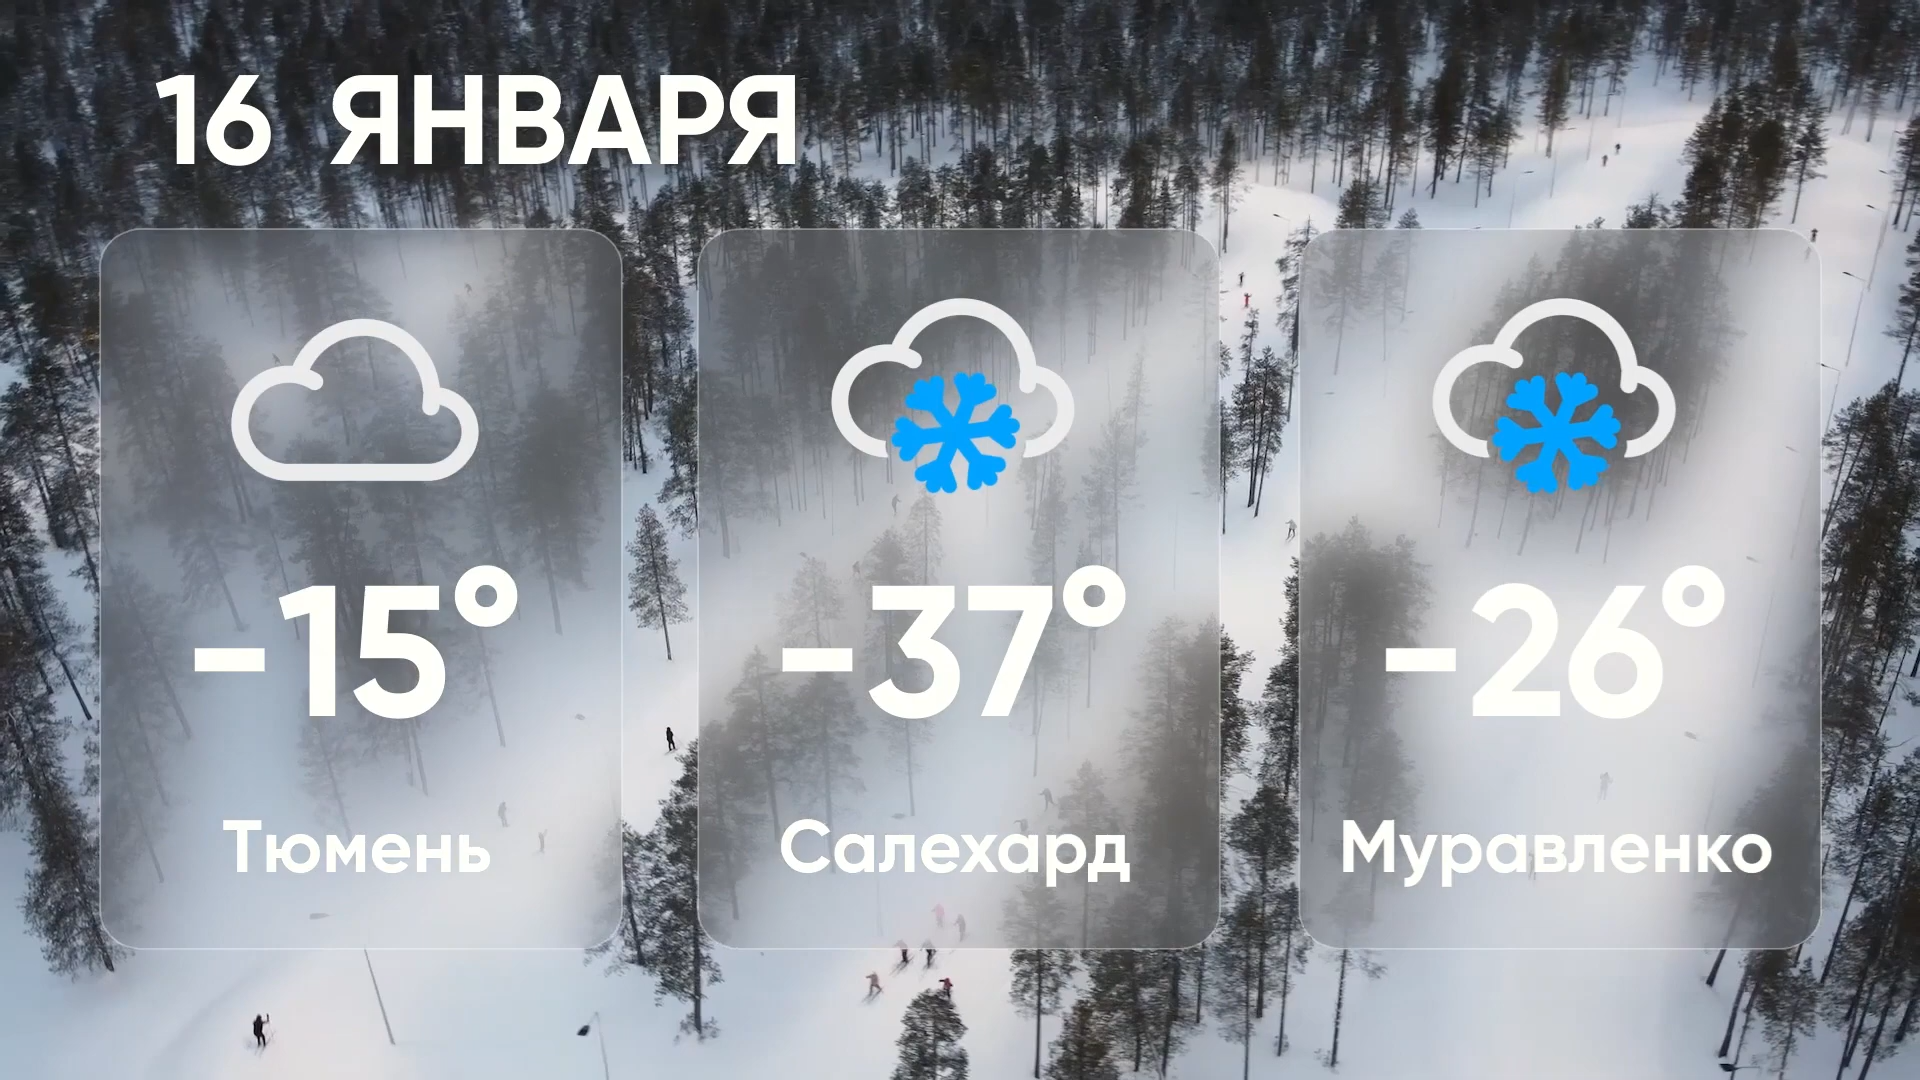 16 ЯНВАРЯ
-15°
-37°
-26°
Тюмень
Салехард
Муравленко